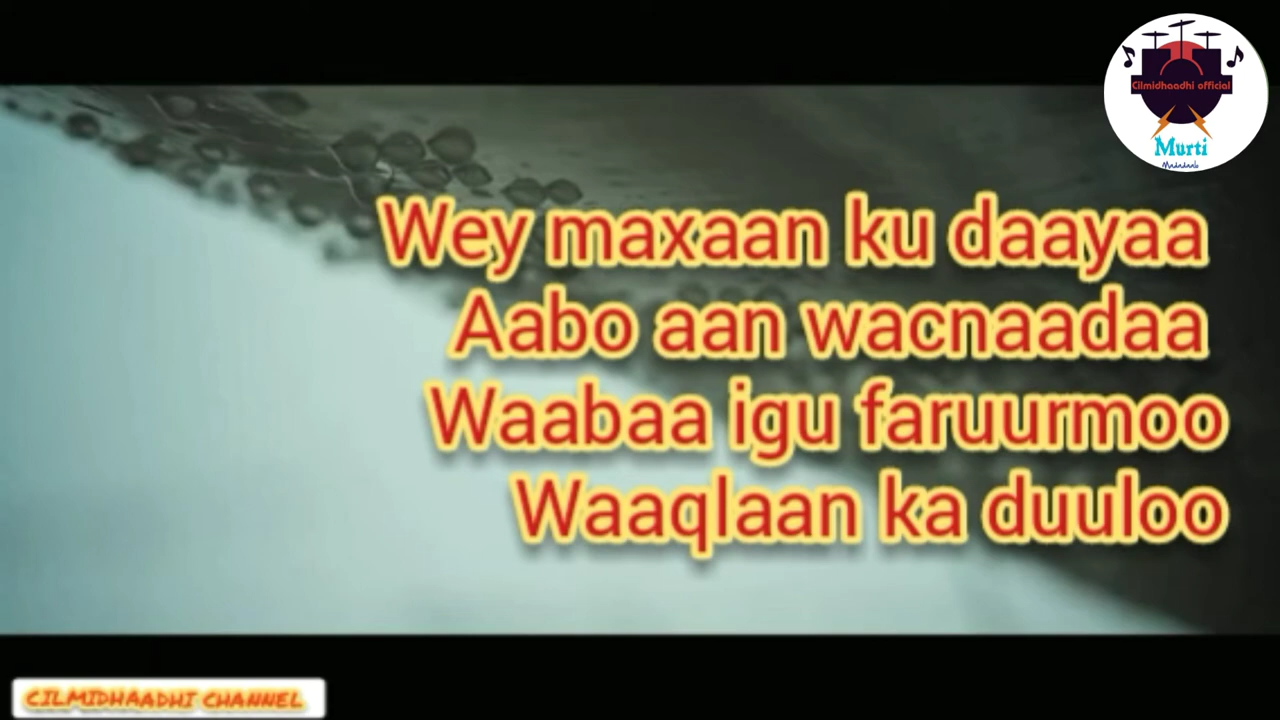 Cilmidhaadhi official
Murti
Wey maxaan ku daayaa
Aabo aan wacnaadaa
Waabaa igu faruurmoo
Waaqlaan ka duuloo
CILMIDHAADHI CHANNEL